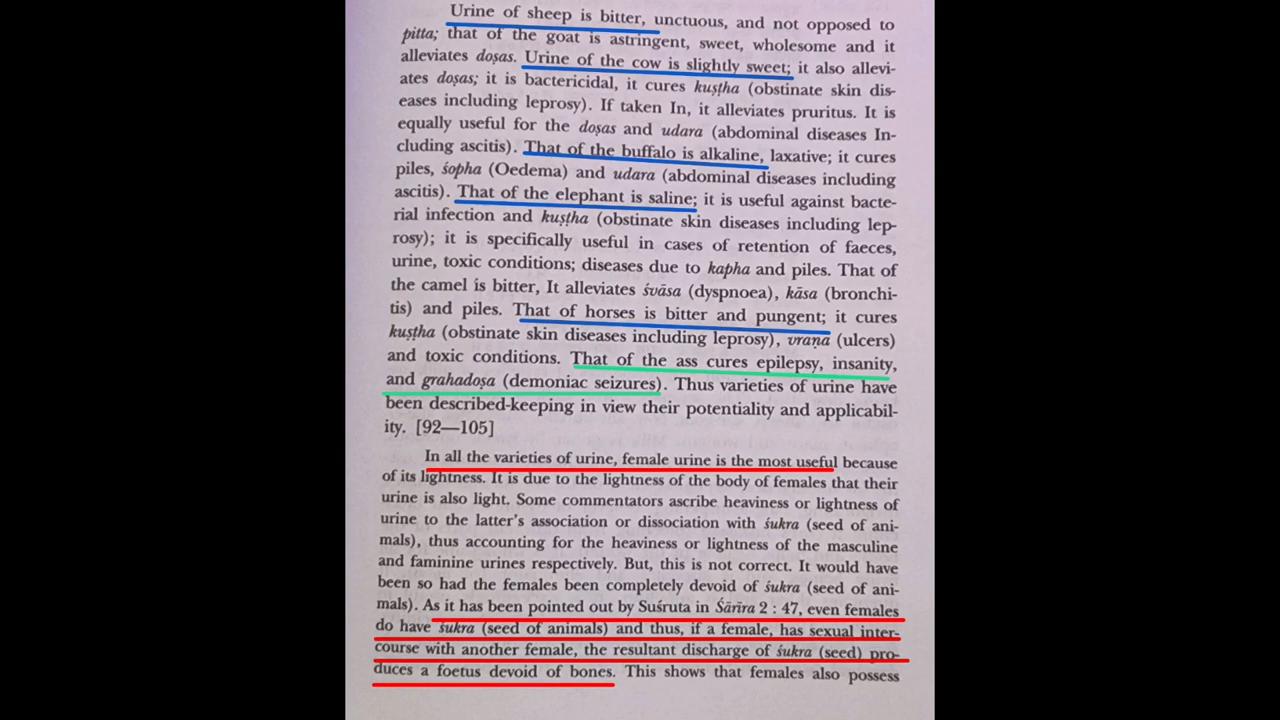 Urine of sheep is bitter, unctuous, and not opposed to
pitta; that of the goat is astringent, sweet, wholesome and it
alleviates doṣas. Urine of the cow is slightly sweet; it also allevi-
ates doṣas; it is bactericidal, it cures kuṣṭha (obstinate skin dis-
eases including leprosy). If taken In, it alleviates pruritus. It is
equally useful for the doṣas and udara (abdominal diseases In-
cluding ascitis). That of the buffalo is alkaline, laxative; it cures
piles, śopha (Oedema) and udara (abdominal diseases including
ascitis). That of the elephant is saline; it is useful against bacte-
rial infection and kuṣṭha (obstinate skin diseases including lep-
rosy); it is specifically useful in cases of retention of faeces,
urine, toxic conditions; diseases due to kapha and piles. That of
the camel is bitter, It alleviates śvāsa (dyspnoea), kāsa (bronchi-
tis) and piles. That of horses is bitter and pungent; it cures
kuṣṭha (obstinate skin diseases including leprosy), vraṇa (ulcers)
and toxic conditions. That of the ass cures epilepsy, insanity,
and grahadoṣa (demoniac seizures). Thus varieties of urine have
been described-keeping in view their potentiality and applicabil-
ity. [92—105]
In all the varieties of urine, female urine is the most useful because
of its lightness. It is due to the lightness of the body of females that their
urine is also light. Some commentators ascribe heaviness or lightness of
urine to the latter's association or dissociation with śukra (seed of ani-
mals), thus accounting for the heaviness or lightness of the masculine
and faminine urines respectively. But, this is not correct. It would have
been so had the females been completely devoid of śukra (seed of ani-
mals). As it has been pointed out by Suśruta in Śārīra 2 : 47, even females
do have śukra (seed of animals) and thus, if a female, has sexual inter-
course with another female, the resultant discharge of śukra (seed) pro-
duces a foetus devoid of bones. This shows that females also possess